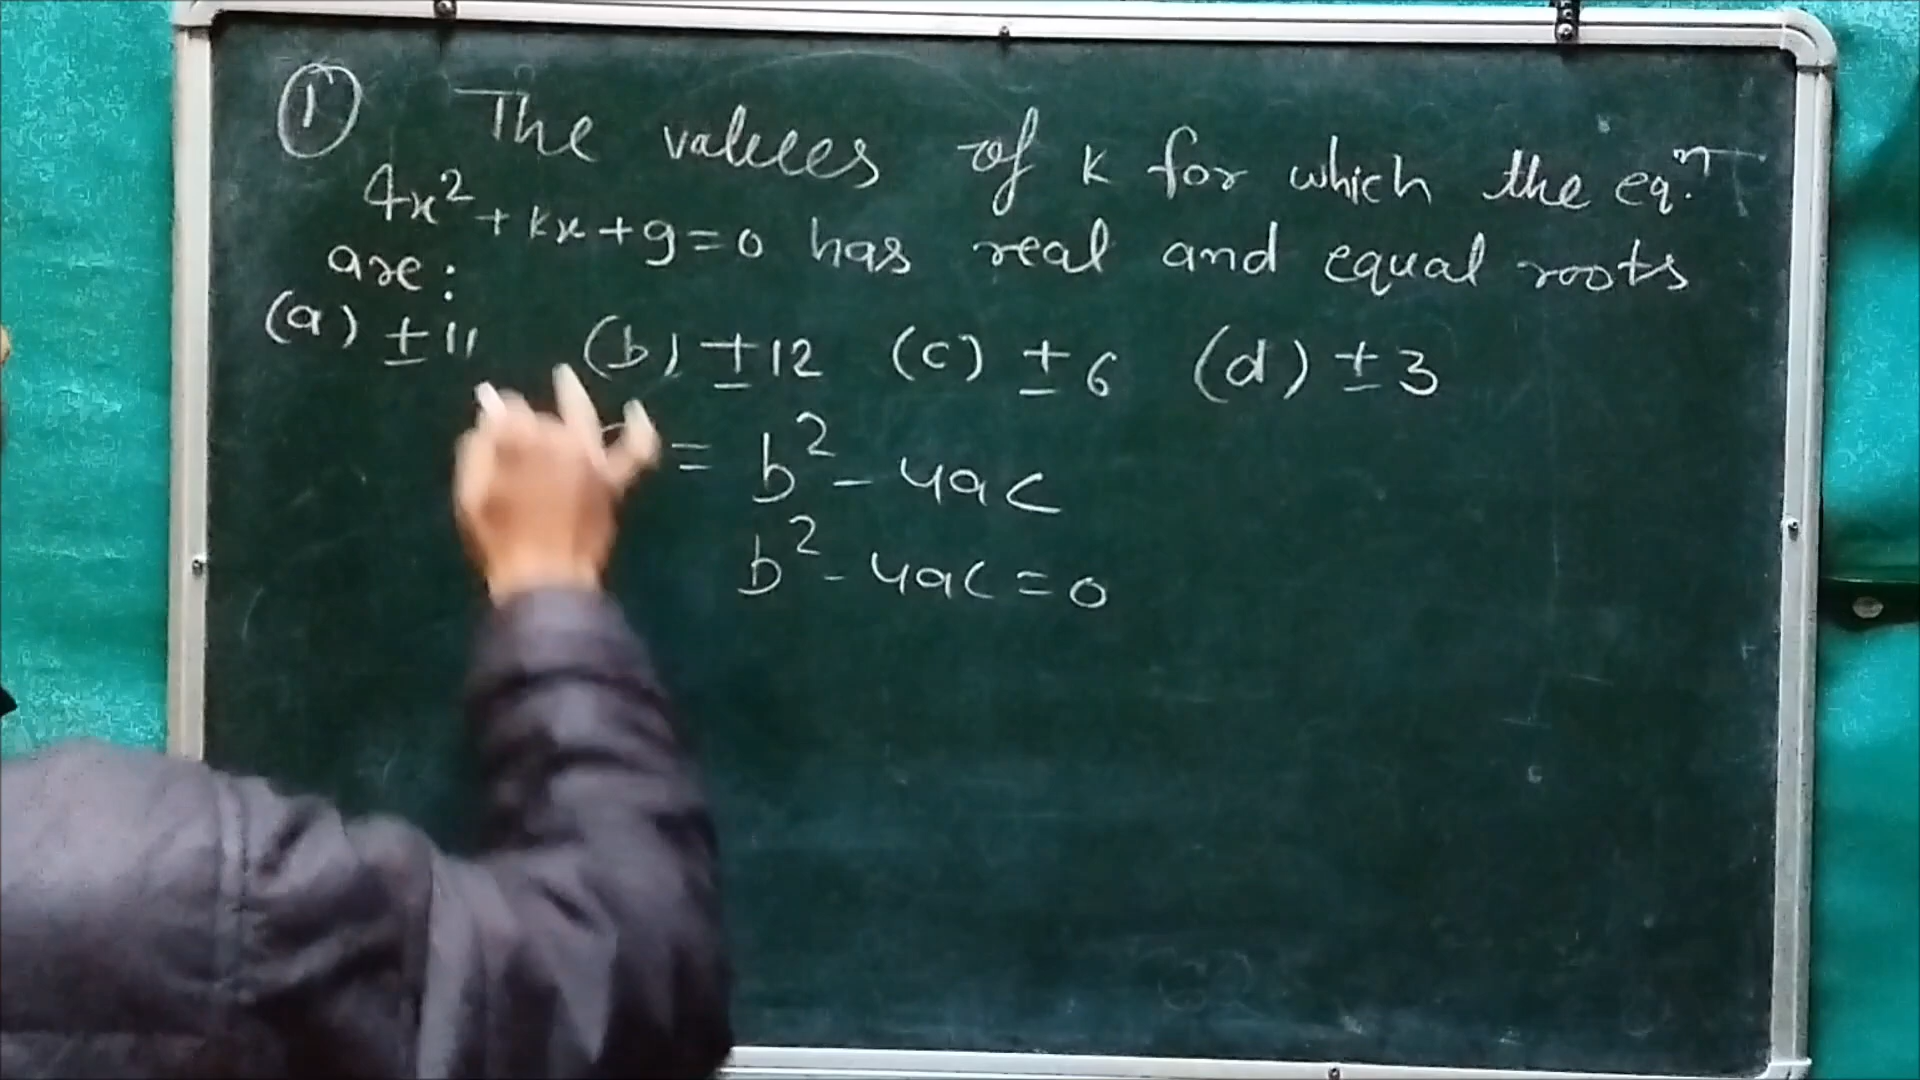 ① The values of k for which the eq.ⁿ
4x² + kx + 9 = 0 has real and equal roots
are:
(a) ± 11 (b) ± 12 (c) ± 6 (d) ± 3
= b² - 4ac
b² - 4ac = 0